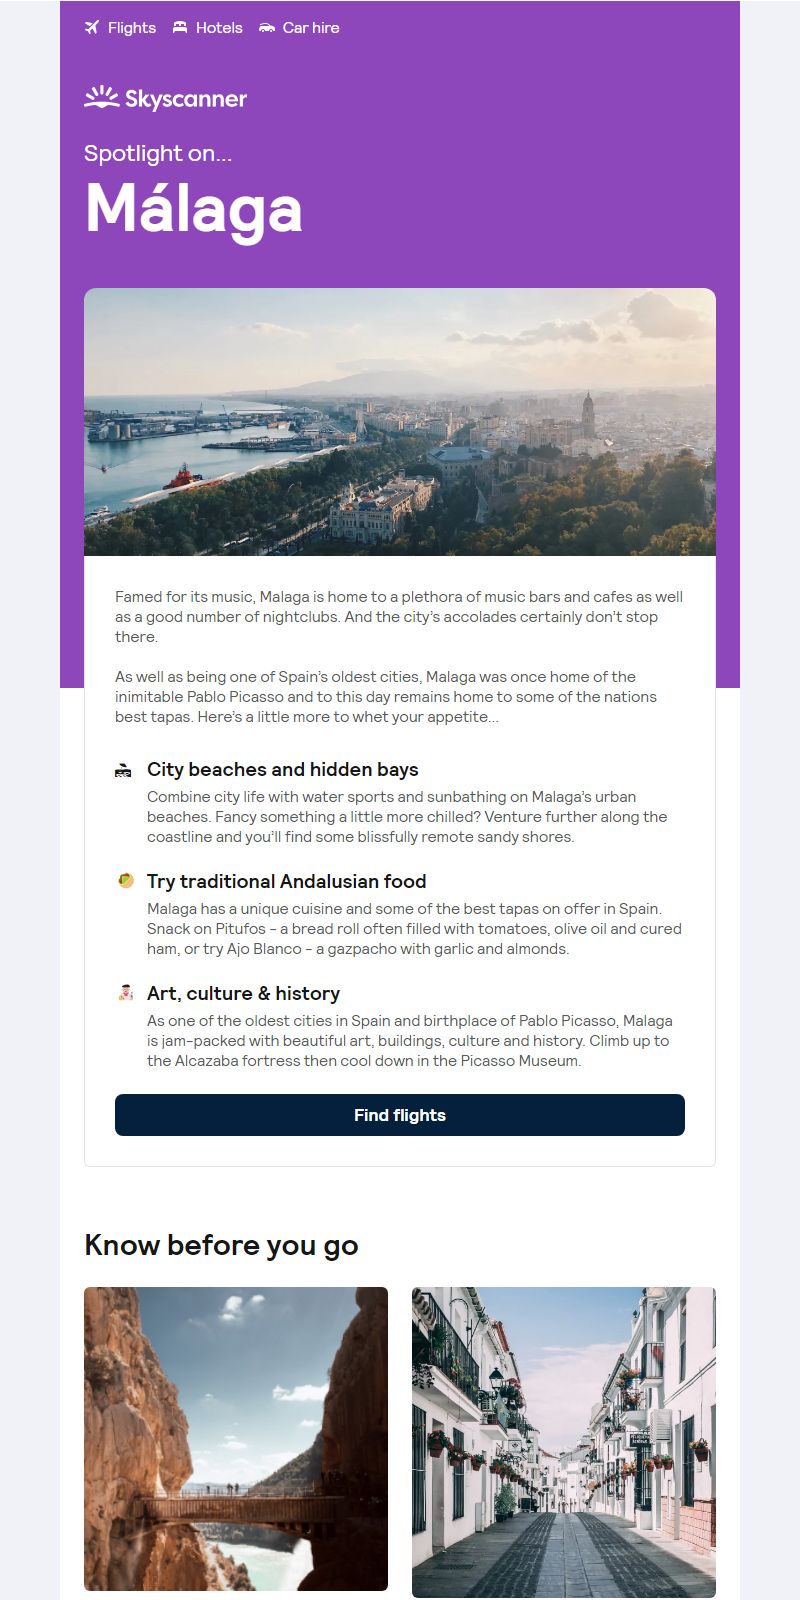 Flights Hotels Car hire
Skyscanner
Spotlight on...
Málaga
Famed for its music, Malaga is home to a plethora of music bars and cafes as well
as a good number of nightclubs. And the city’s accolades certainly don’t stop
there.
As well as being one of Spain’s oldest cities, Malaga was once home of the
inimitable Pablo Picasso and to this day remains home to some of the nations
best tapas. Here’s a little more to whet your appetite...
City beaches and hidden bays
Combine city life with water sports and sunbathing on Malaga’s urban
beaches. Fancy something a little more chilled? Venture further along the
coastline and you’ll find some blissfully remote sandy shores.
Try traditional Andalusian food
Malaga has a unique cuisine and some of the best tapas on offer in Spain.
Snack on Pitufos - a bread roll often filled with tomatoes, olive oil and cured
ham, or try Ajo Blanco - a gazpacho with garlic and almonds.
Art, culture & history
As one of the oldest cities in Spain and birthplace of Pablo Picasso, Malaga
is jam-packed with beautiful art, buildings, culture and history. Climb up to
the Alcazaba fortress then cool down in the Picasso Museum.
Find flights
Know before you go